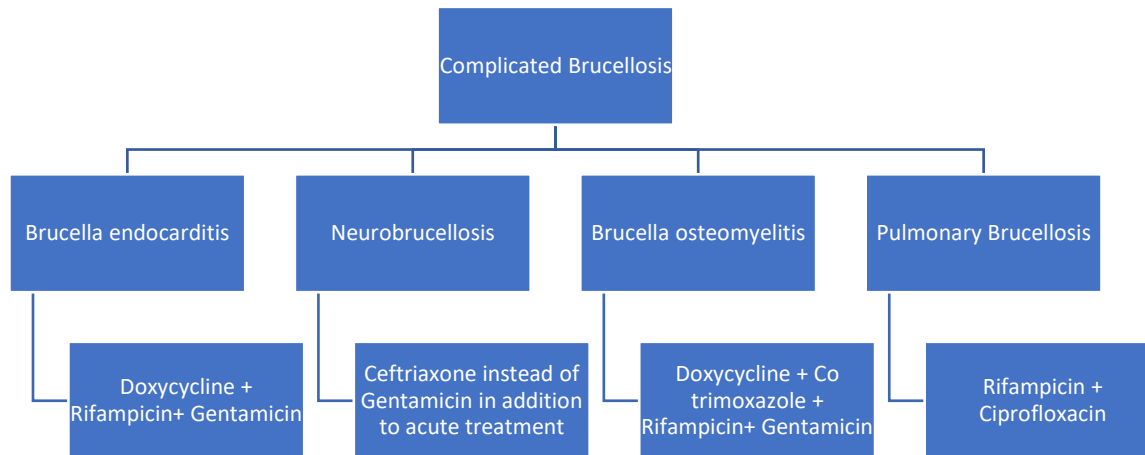 Complicated Brucellosis
Brucella endocarditis
Neurobrucellosis
Brucella osteomyelitis
Pulmonary Brucellosis
Doxycycline +
Rifampicin+ Gentamicin
Ceftriaxone instead of
Gentamicin in addition
to acute treatment
Doxycycline + Co
trimoxazole +
Rifampicin+ Gentamicin
Rifampicin +
Ciprofloxacin